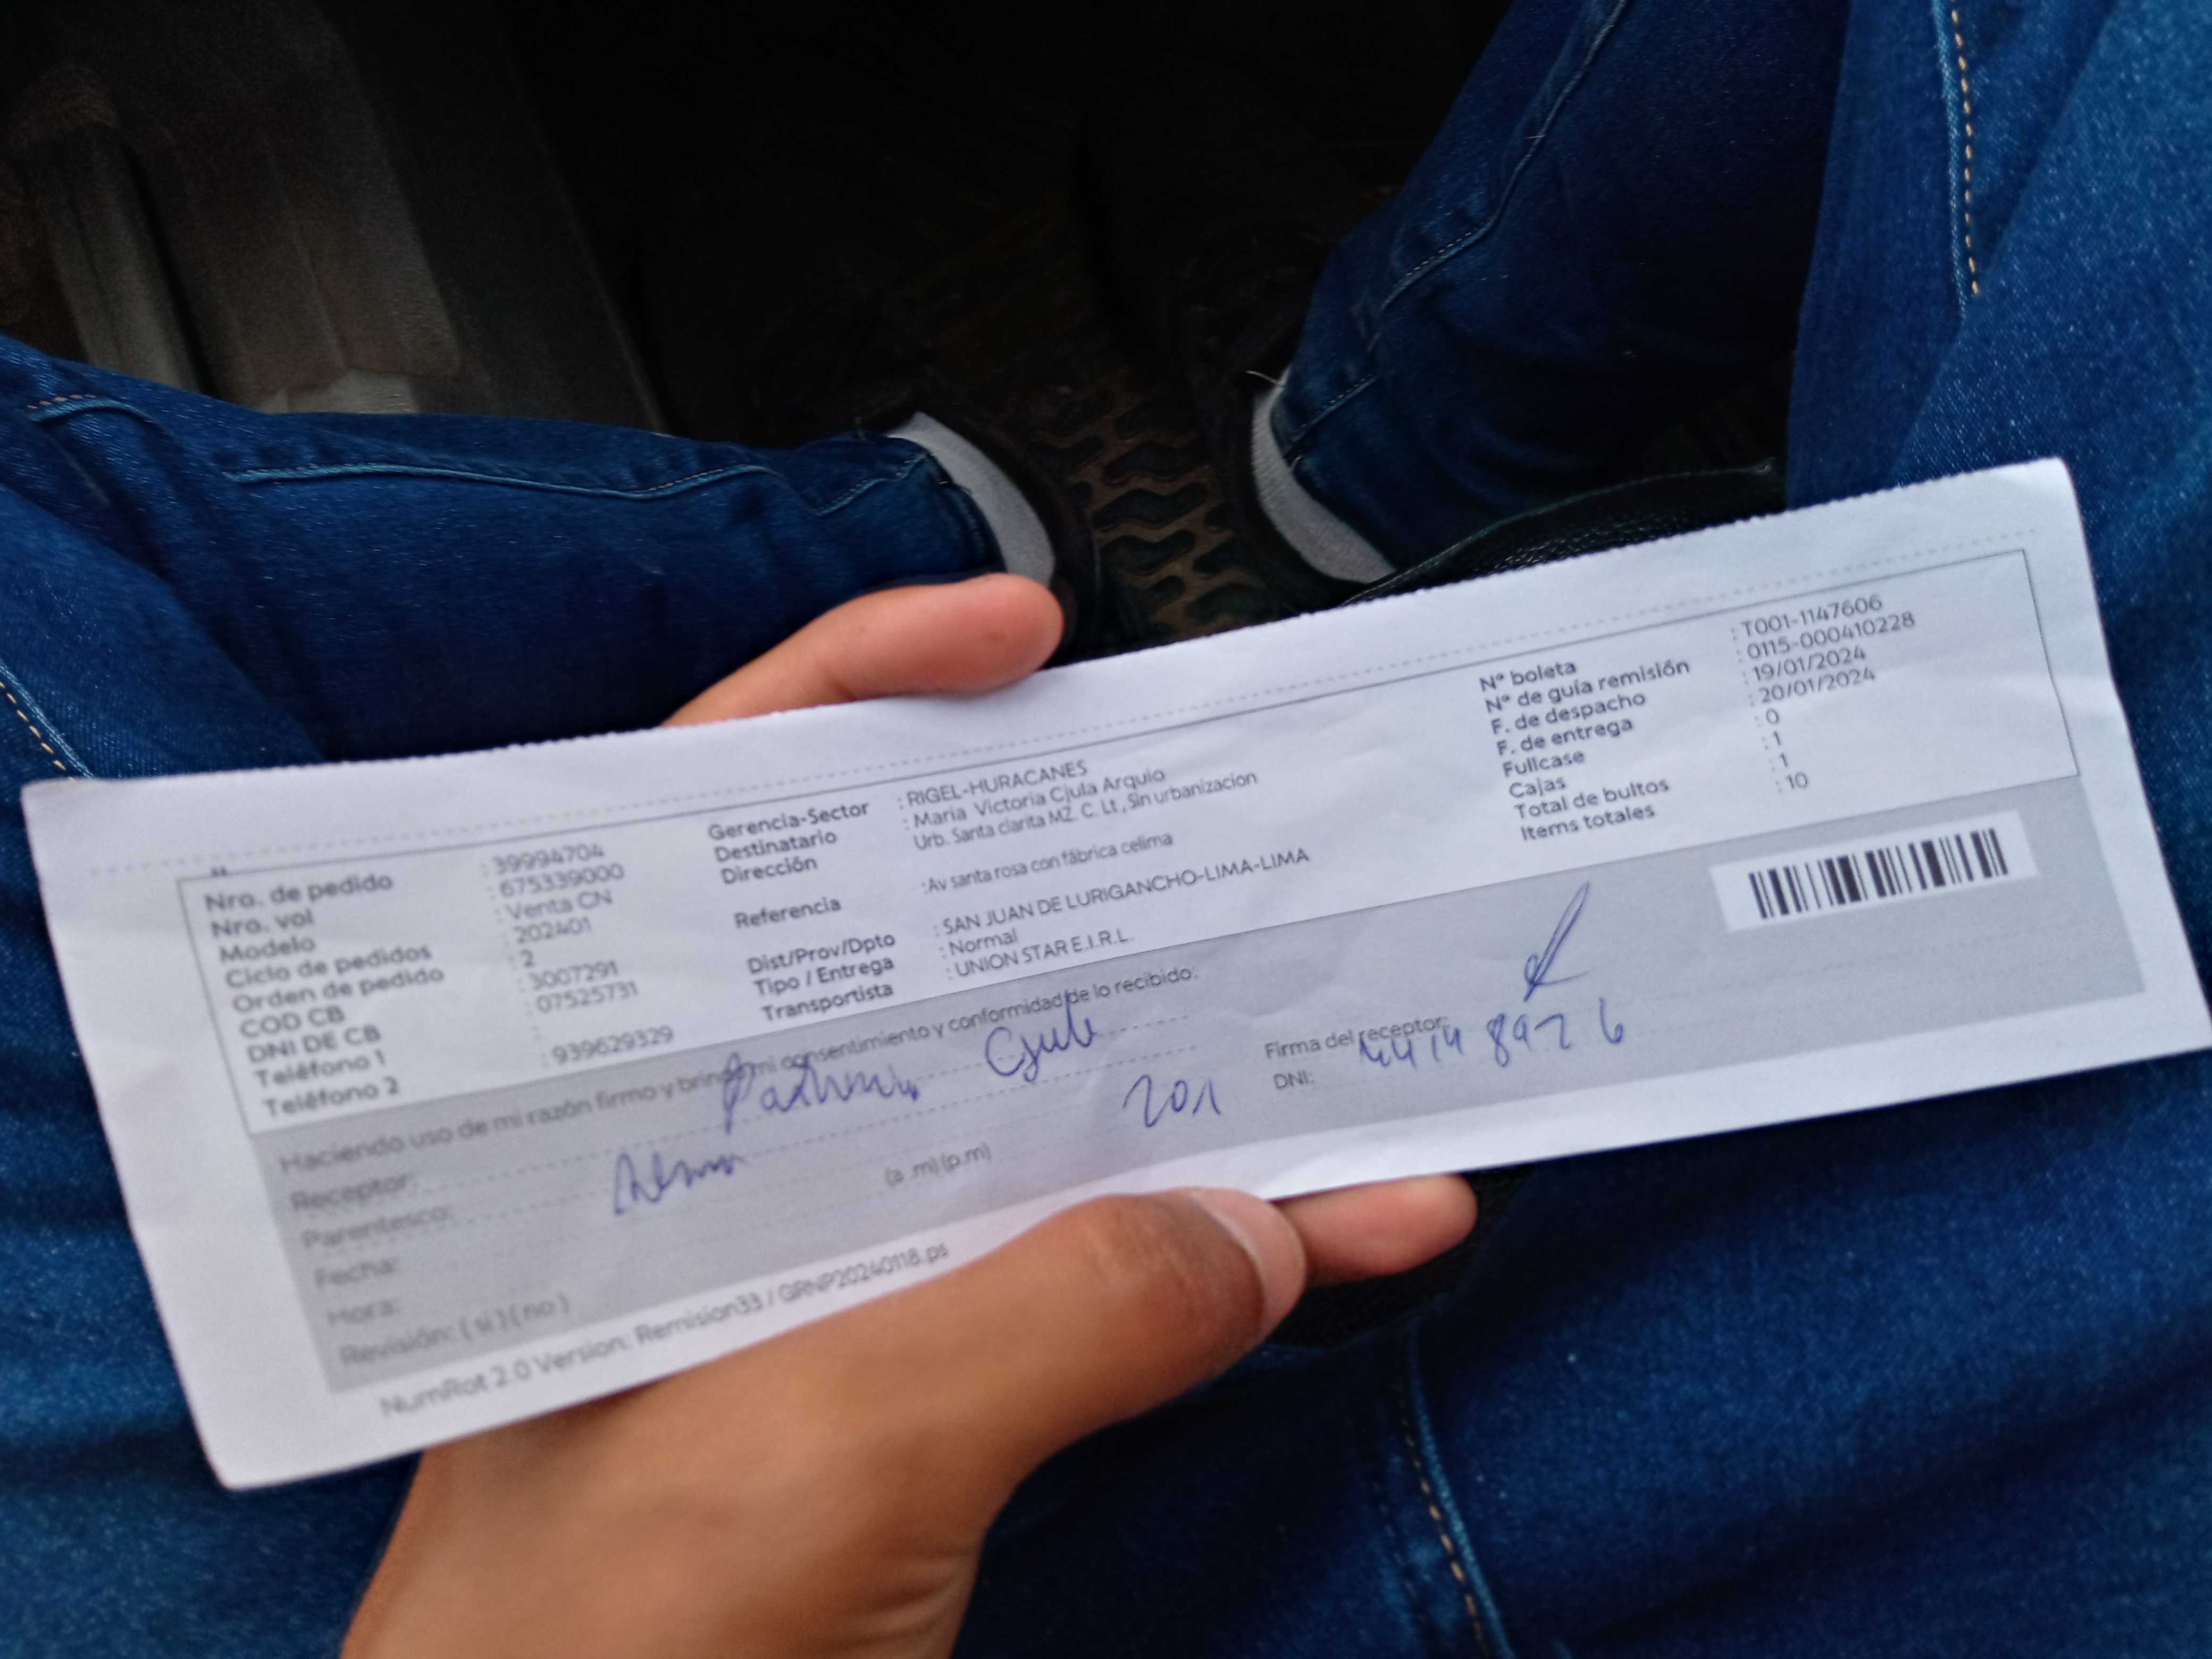 Nro. de pedido : 39994704
Nro. vol : 675339000
Modelo : Venta CN
Ciclo de pedidos : 202401
Orden de pedido : 2
COD CB : 3007291
DNI DE CB : 07525731
Teléfono 1 :
Teléfono 2 : 939629329
Gerencia-Sector : RIGEL-HURACANES
Destinatario : Maria Victoria Cjula Arquio
Dirección Urb. Santa clarita MZ. C. Lt , Sin urbanizacion
Referencia :Av santa rosa con fábrica celima
Dist/Prov/Dpto : SAN JUAN DE LURIGANCHO-LIMA-LIMA
Tipo / Entrega : Normal
Transportista : UNION STAR E.I.R.L.
N° boleta : T001-1147606
N° de guía remisión : 0115-000410228
F. de despacho : 19/01/2024
F. de entrega : 20/01/2024
Fullcase : 0
Cajas : 1
Total de bultos : 1
Items totales : 10
Haciendo uso de mi razón firmo y brindo mi consentimiento y conformidad de lo recibido:
Receptor: Cjula
Parentesco:
Fecha:
Hora: (a .m) (p.m)
Revisión: ( si ) ( no )
201
Firma del receptor:
DNI: 44148926
NumRot 2.0 Version: Remision33 / GRNP20240118.ps